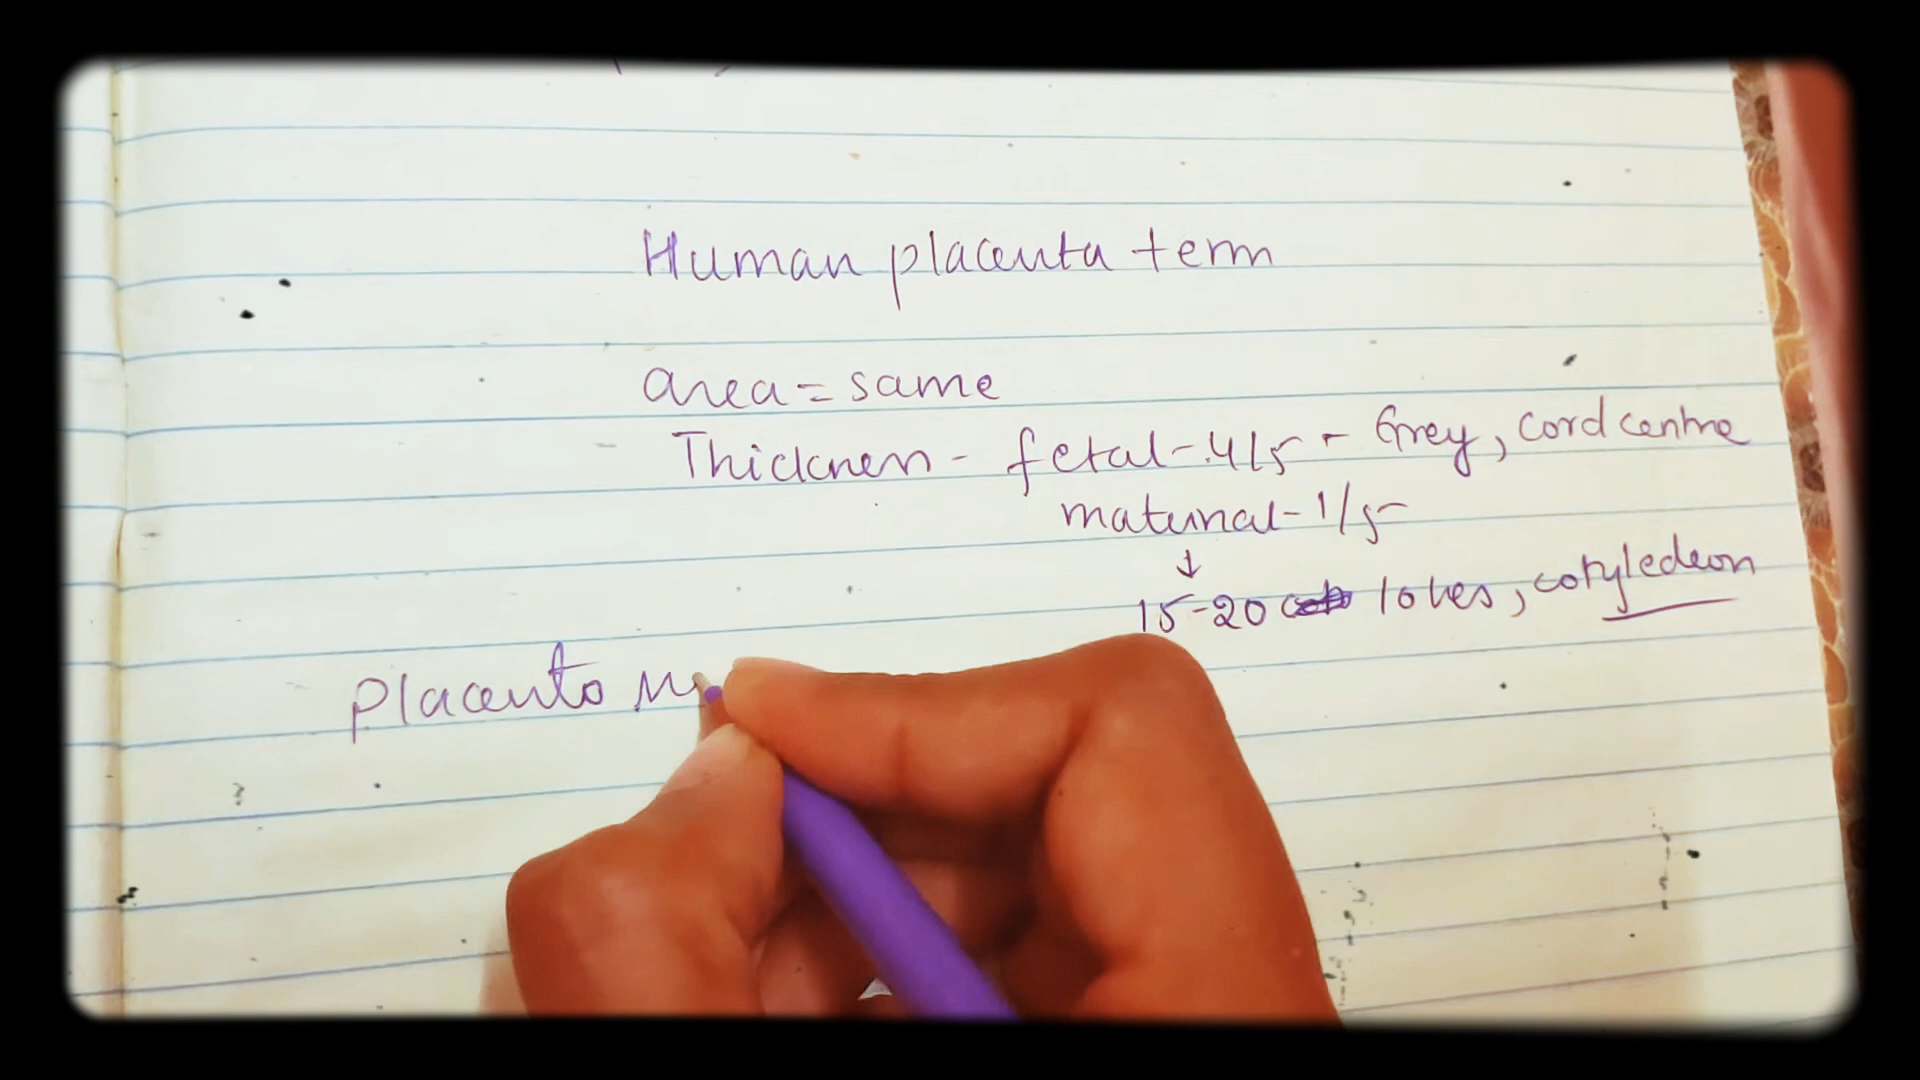 Human placenta term
area = same
Thickness - fetal - 4/5 - Grey, cord centre
maternal - 1/5
↓
15-20 lobes, cotyledeon
Placenta